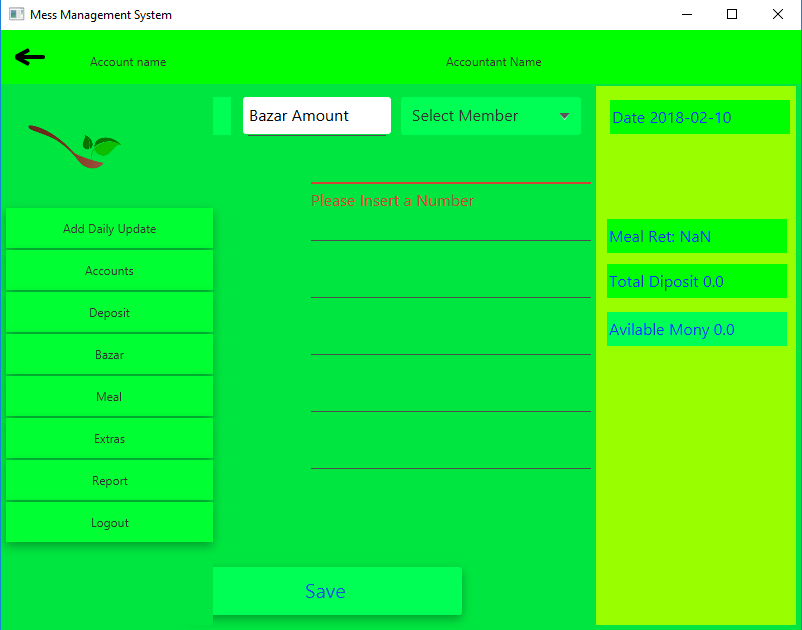 Mess Management System
Account name
Accountant Name
Bazar Amount
Select Member
Date 2018-02-10
Please Insert a Number
Add Daily Update
Accounts
Deposit
Bazar
Meal
Extras
Report
Logout
Meal Ret: NaN
Total Diposit 0.0
Avilable Mony 0.0
Save